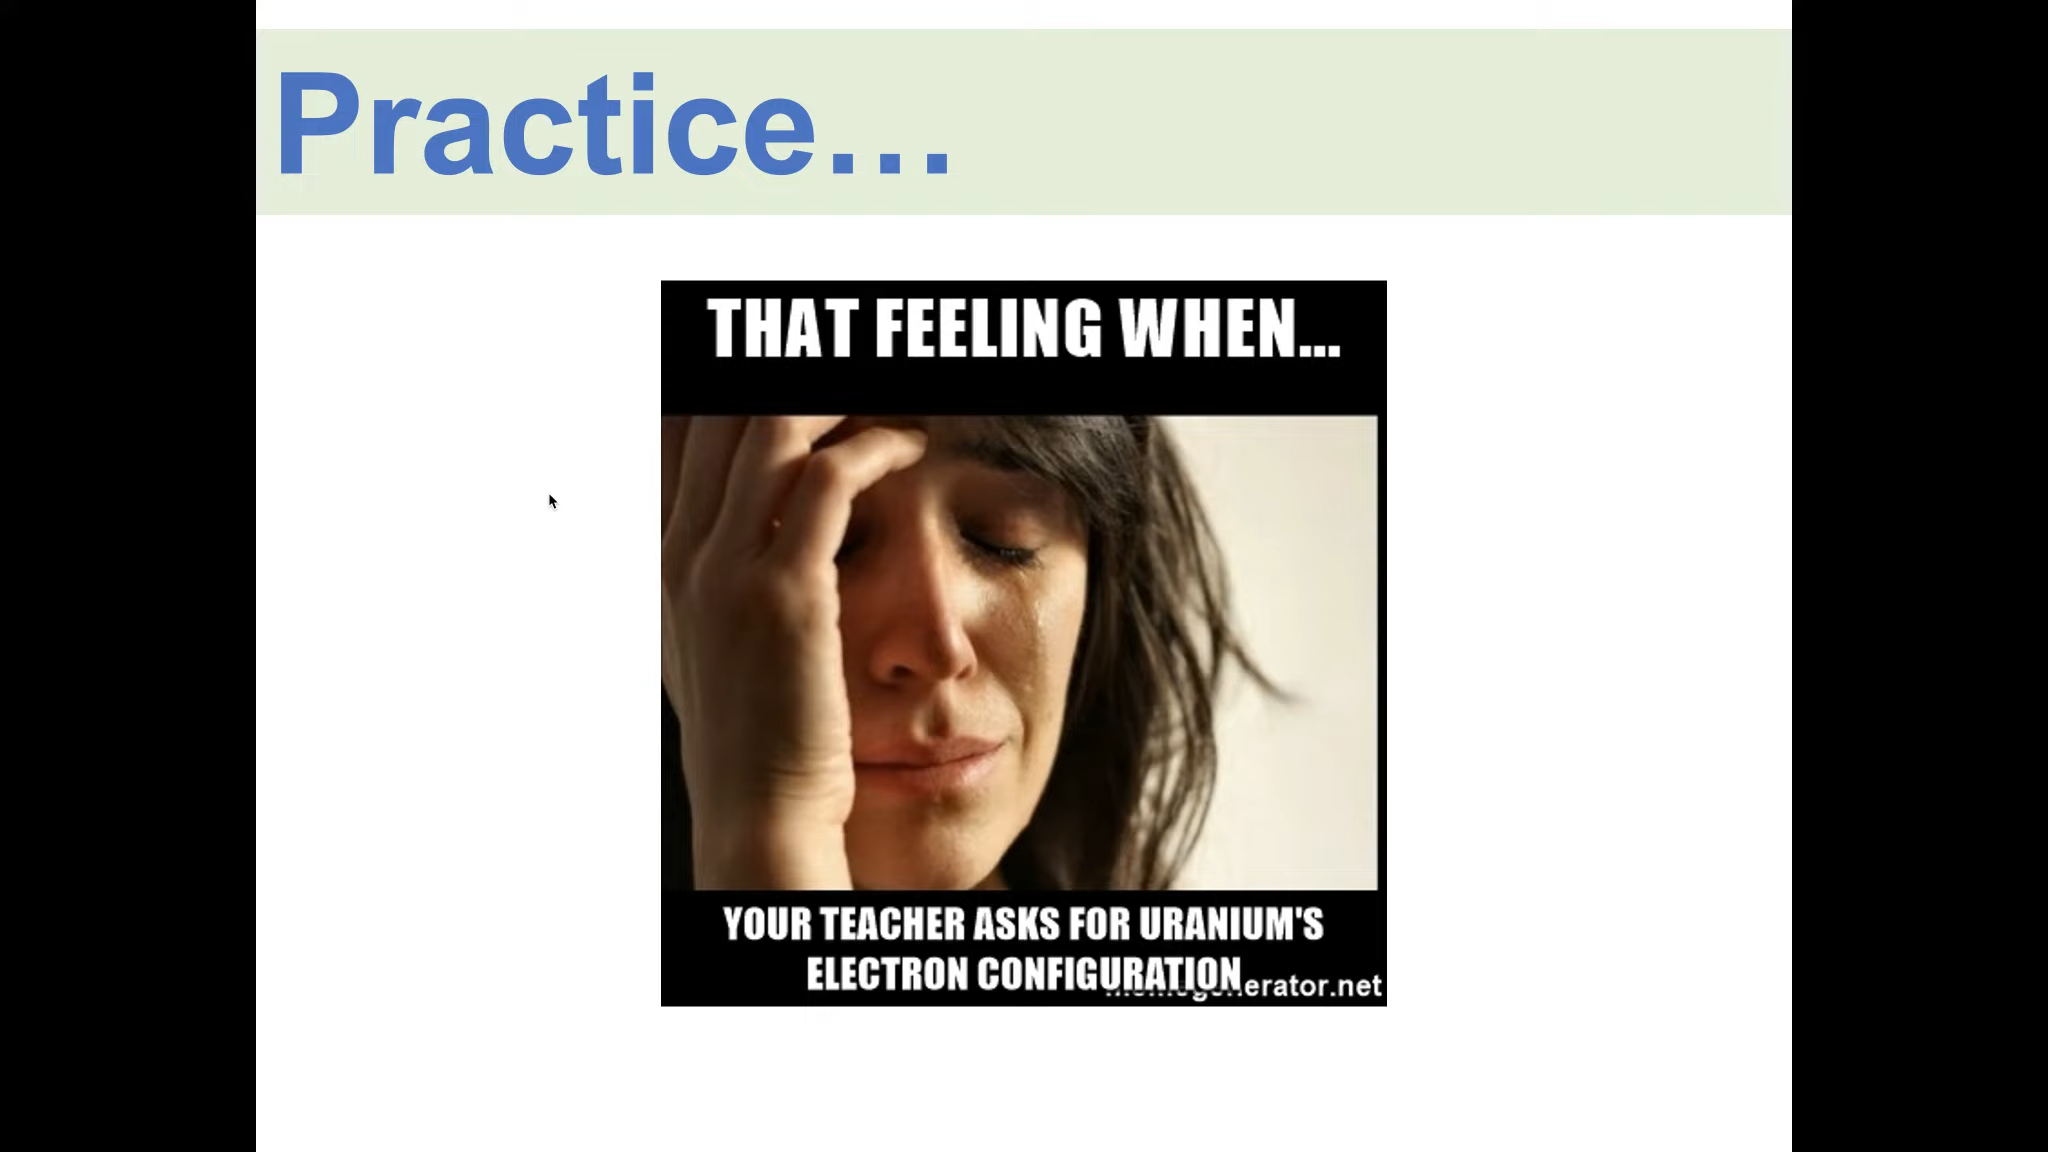 Practice...
THAT FEELING WHEN...
YOUR TEACHER ASKS FOR URANIUM'S
ELECTRON CONFIGURATION
erator.net